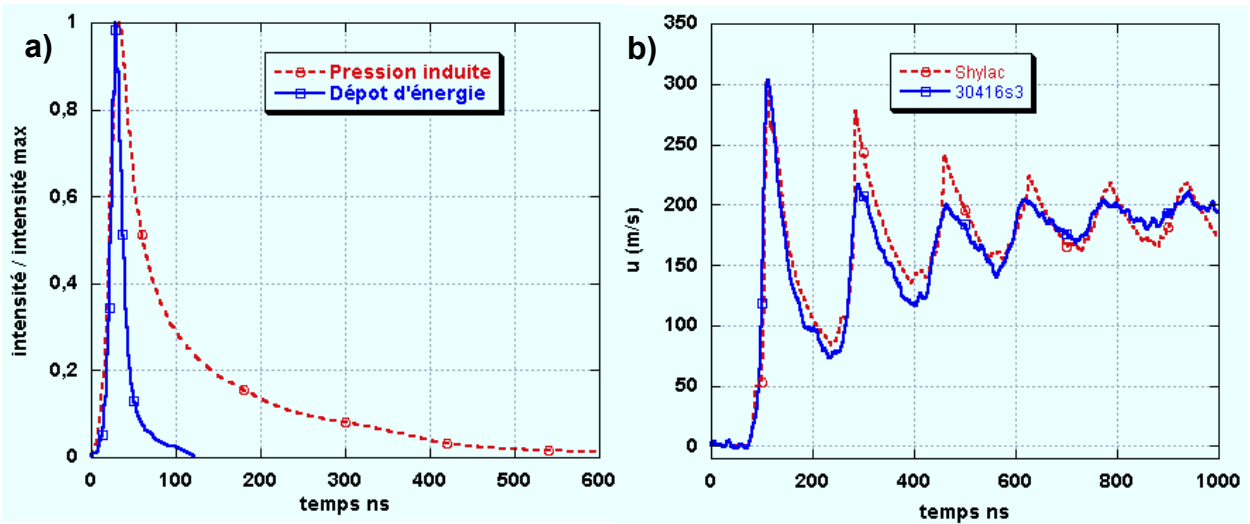 a)
Pression induite
Dépot d'énergie
intensité / intensité max
1
0,8
0,6
0,4
0,2
0
0 100 200 300 400 500 600
temps ns
b)
Shylac
30416s3
u (m/s)
350
300
250
200
150
100
50
0
0 200 400 600 800 1000
temps ns